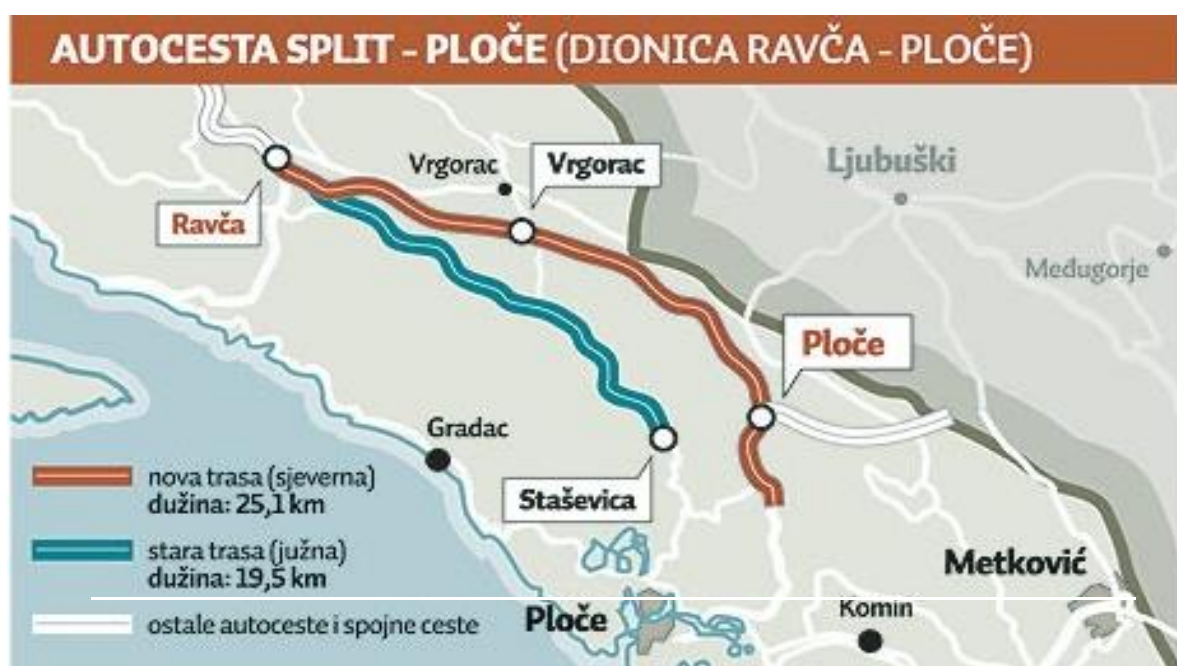 AUTOCESTA SPLIT - PLOČE (DIONICA RAVČA - PLOČE)
Vrgorac
Vrgorac
Ljubuški
Ravča
Međugorje
Ploče
Gradac
nova trasa (sjeverna)
dužina: 25,1 km
Staševica
stara trasa (južna)
dužina: 19,5 km
Metković
ostale autoceste i spojne ceste
Ploče
Komin